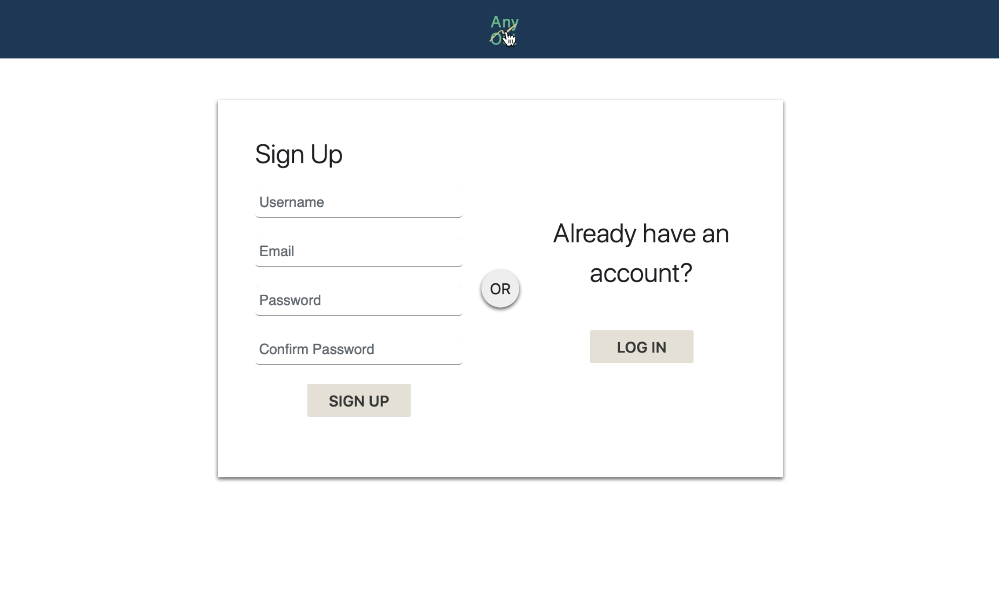 Any
Sign Up
Username
Email
Password
Confirm Password
SIGN UP
OR
Already have an
account?
LOG IN